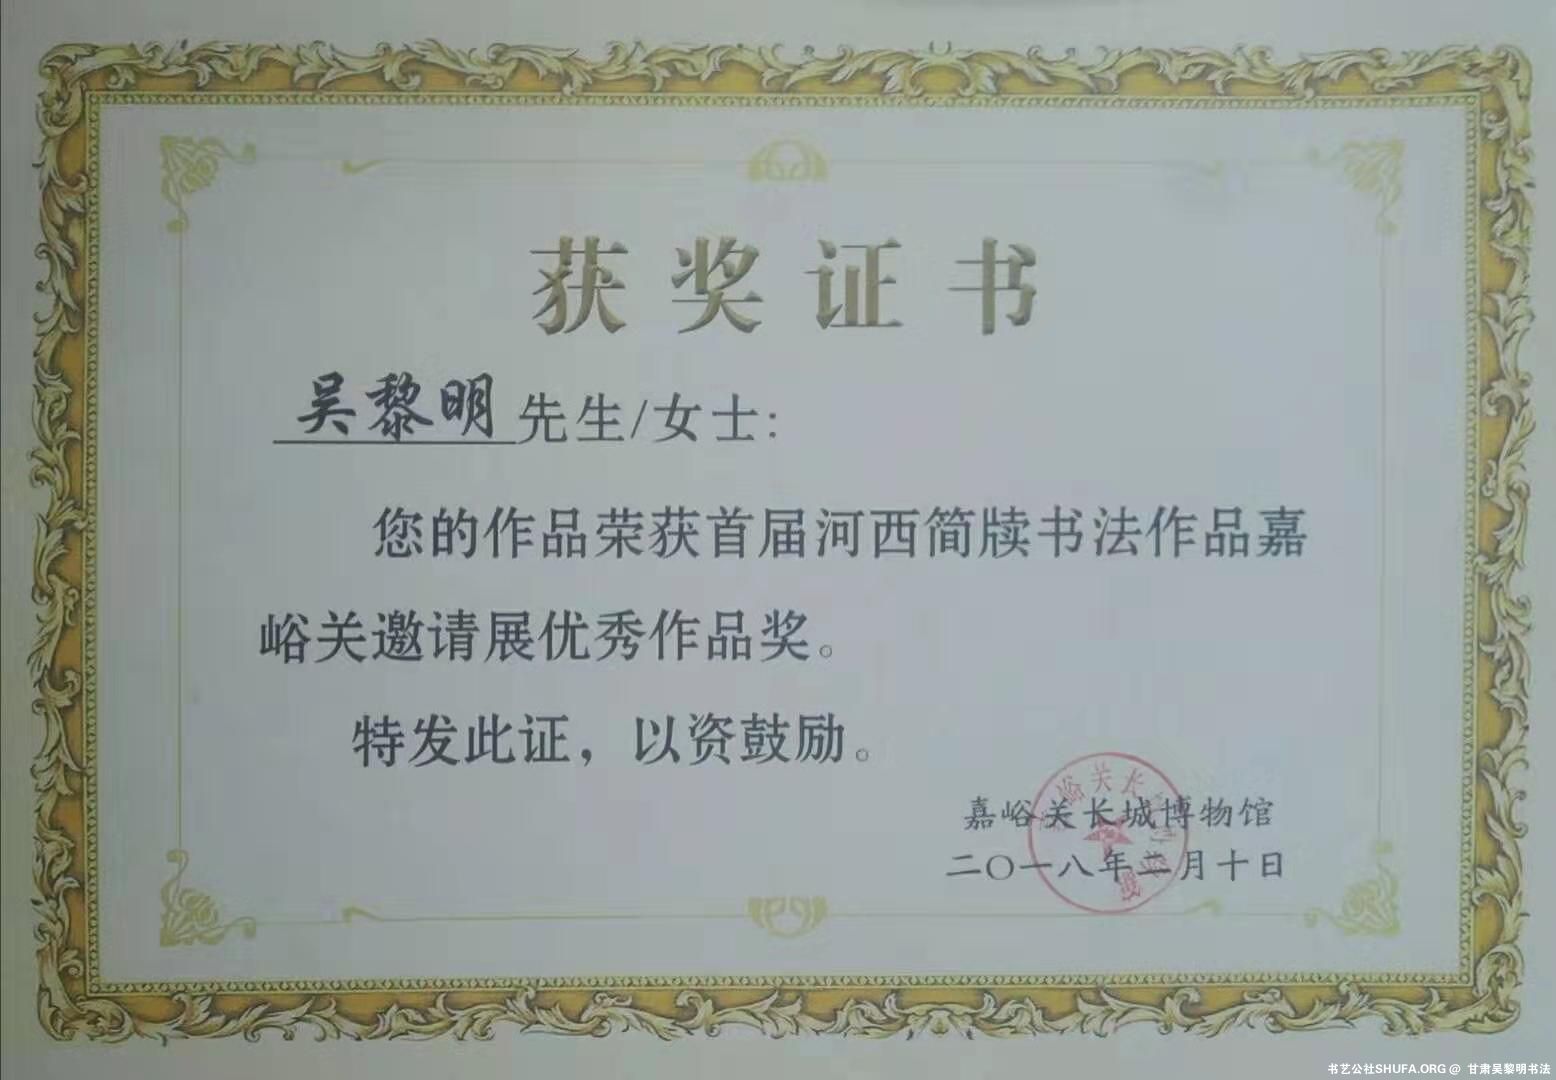 获奖证书
吴黎明先生/女士:
您的作品荣获首届河西简牍书法作品嘉
峪关邀请展优秀作品奖。
特发此证，以资鼓励。
嘉峪关长城博物馆
二〇一八年二月十日
书艺公社SHUFA.ORG @ 甘肃吴黎明书法